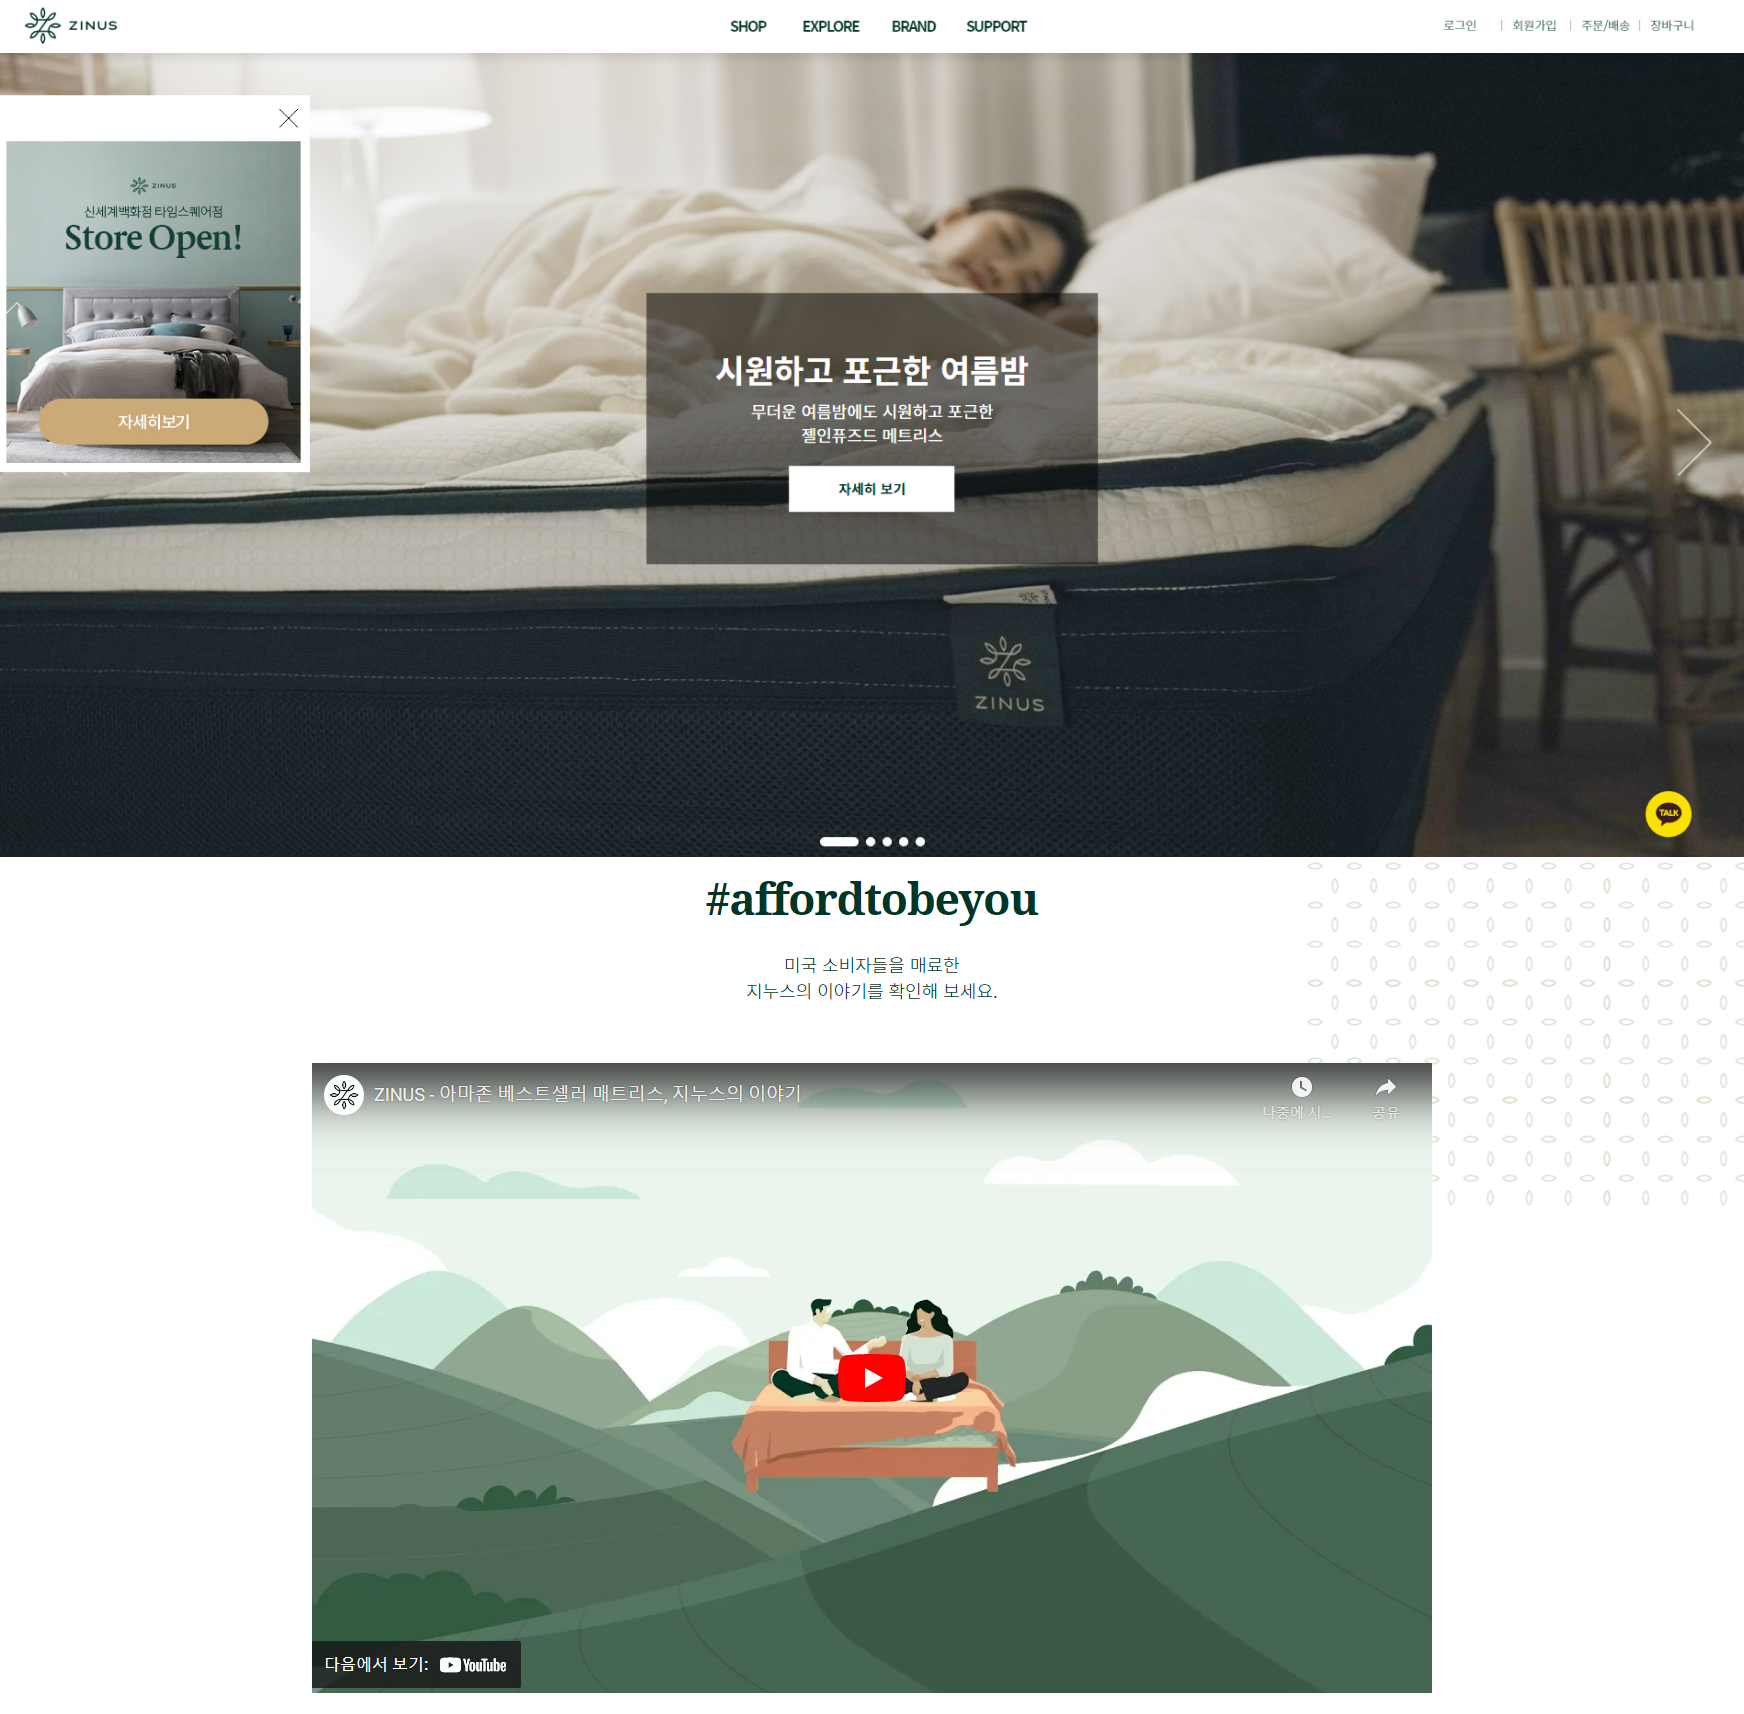 ZINUS
SHOP
EXPLORE
BRAND
SUPPORT
로그인
회원가입
주문/배송
장바구니
ZINUS
신세계백화점 타임스퀘어점
Store Open!
자세히보기
시원하고 포근한 여름밤
무더운 여름밤에도 시원하고 포근한
젤인퓨즈드 메트리스
자세히 보기
ZINUS
TALK
#affordtobeyou
미국 소비자들을 매료한
지누스의 이야기를 확인해 보세요.
ZINUS - 아마존 베스트셀러 매트리스, 지누스의 이야기
나중에 시...
공유
다음에서 보기: YouTube